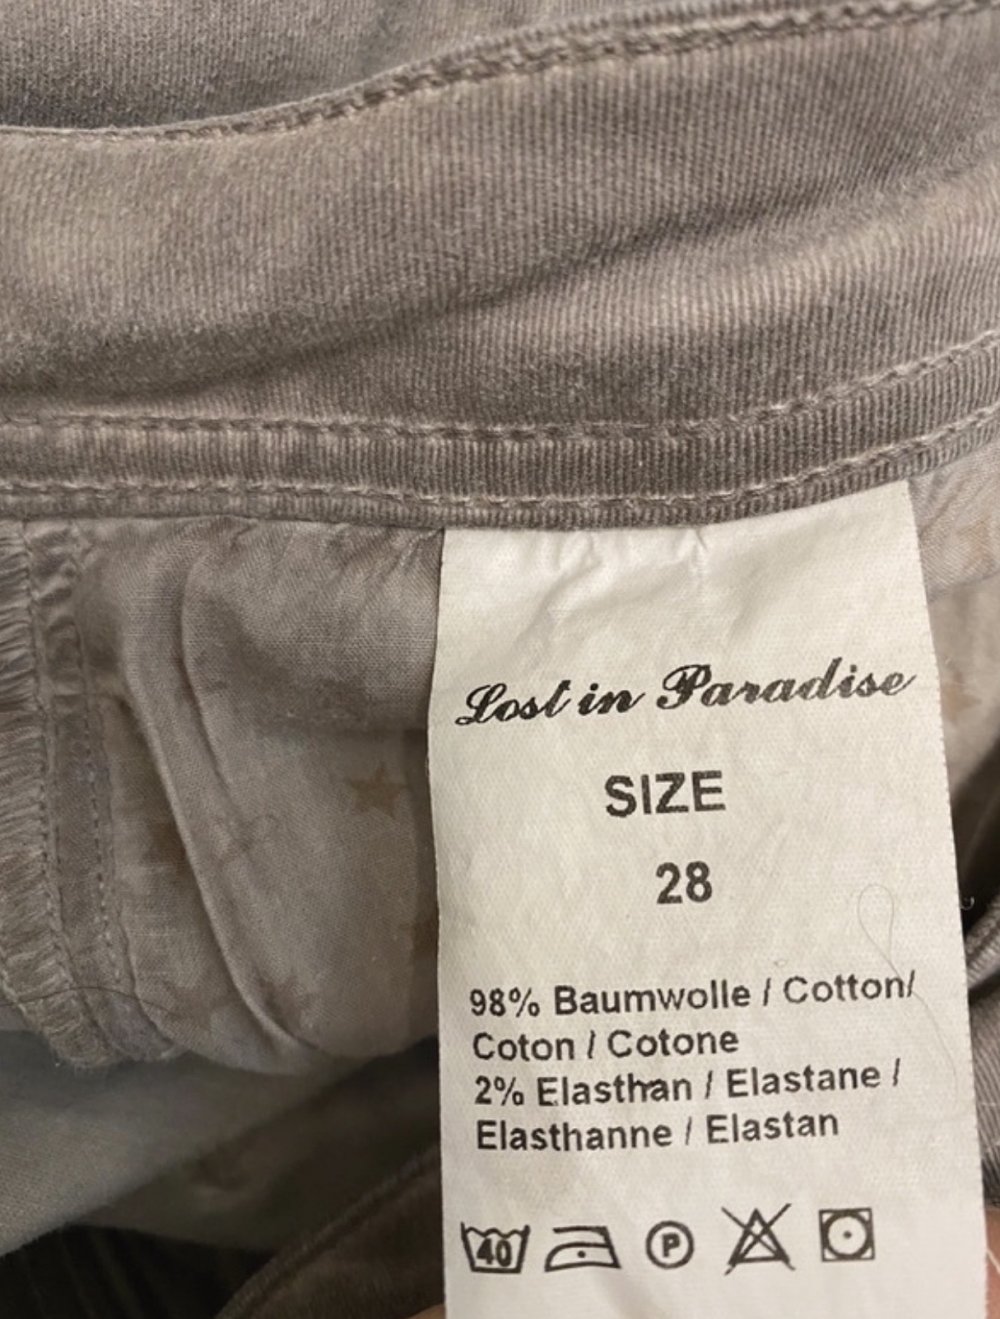 Lost in Paradise
SIZE
28
98% Baumwolle / Cotton/
Coton / Cotone
2% Elasthan / Elastane /
Elasthanne / Elastan
40 P